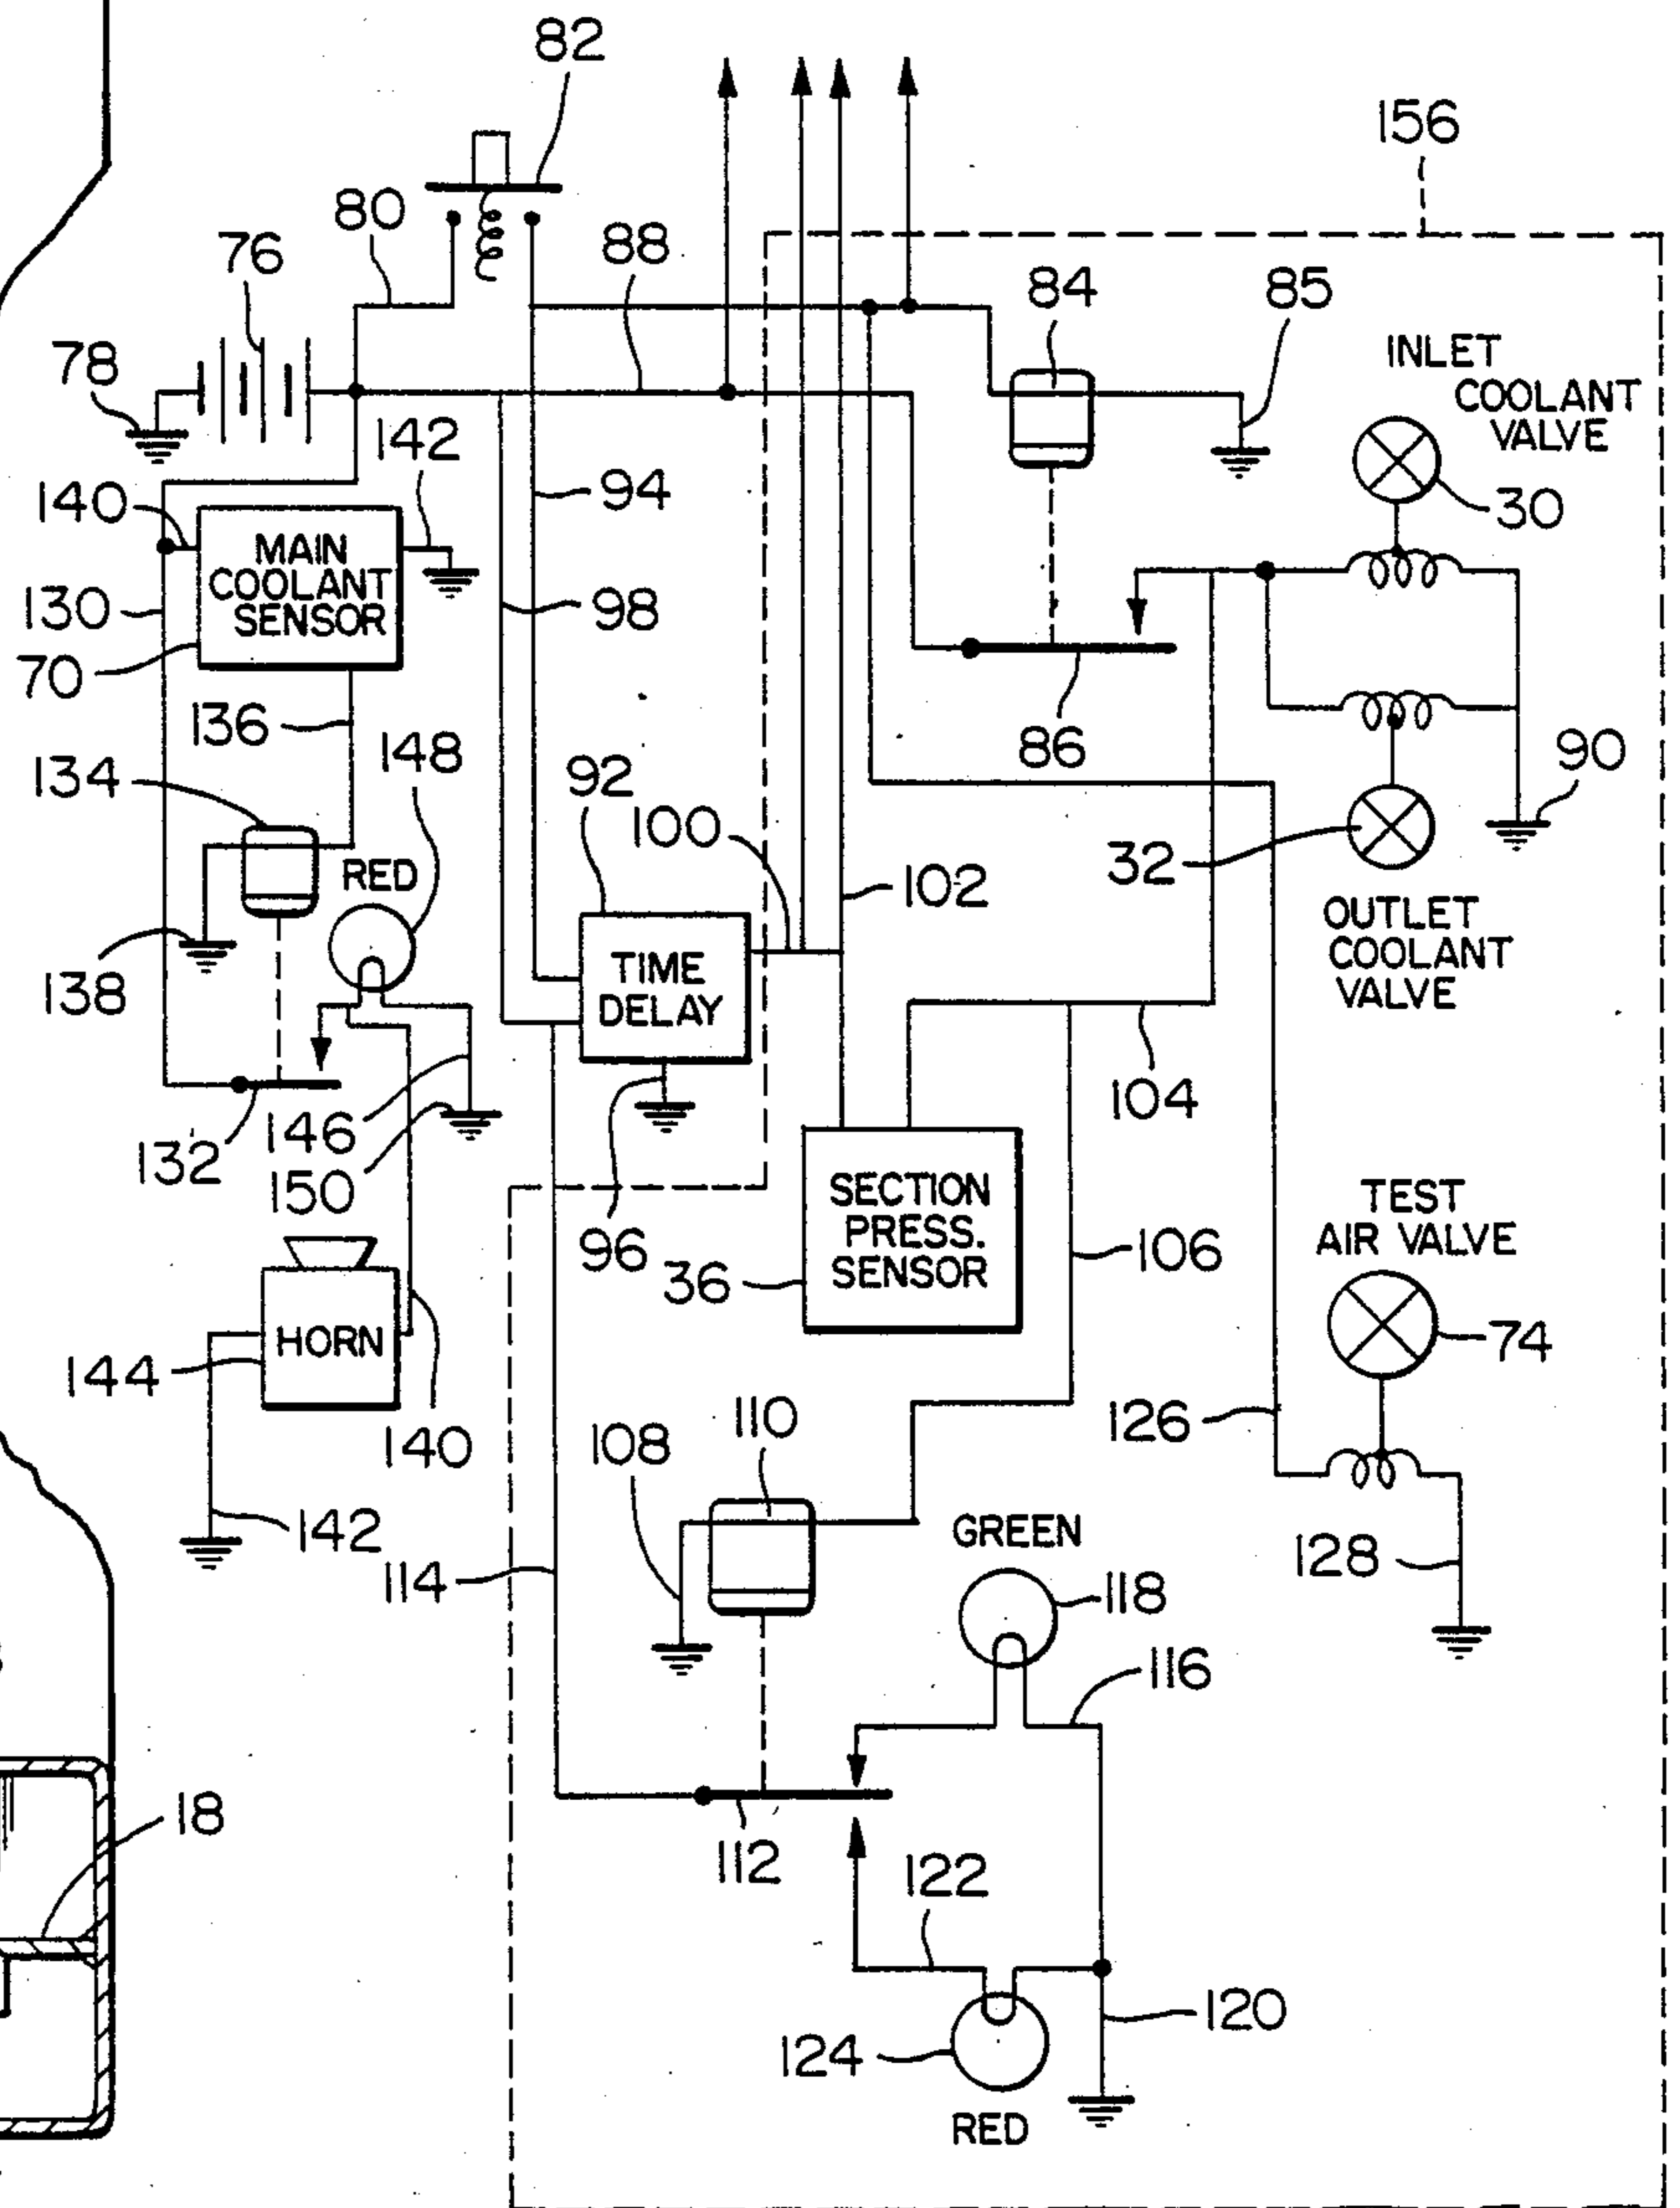 82
156
80
76
88
84
85
78
INLET
COOLANT
VALVE
142
140
94
30
MAIN
COOLANT
SENSOR
130
98
70
136
86
148
134
92
90
100
RED
32
102
OUTLET
COOLANT
VALVE
138
TIME
DELAY
104
132
146
150
96
SECTION
PRESS.
SENSOR
36
106
TEST
AIR VALVE
74
HORN
144
140
110
108
126
142
GREEN
128
114
118
116
18
112
122
120
124
RED